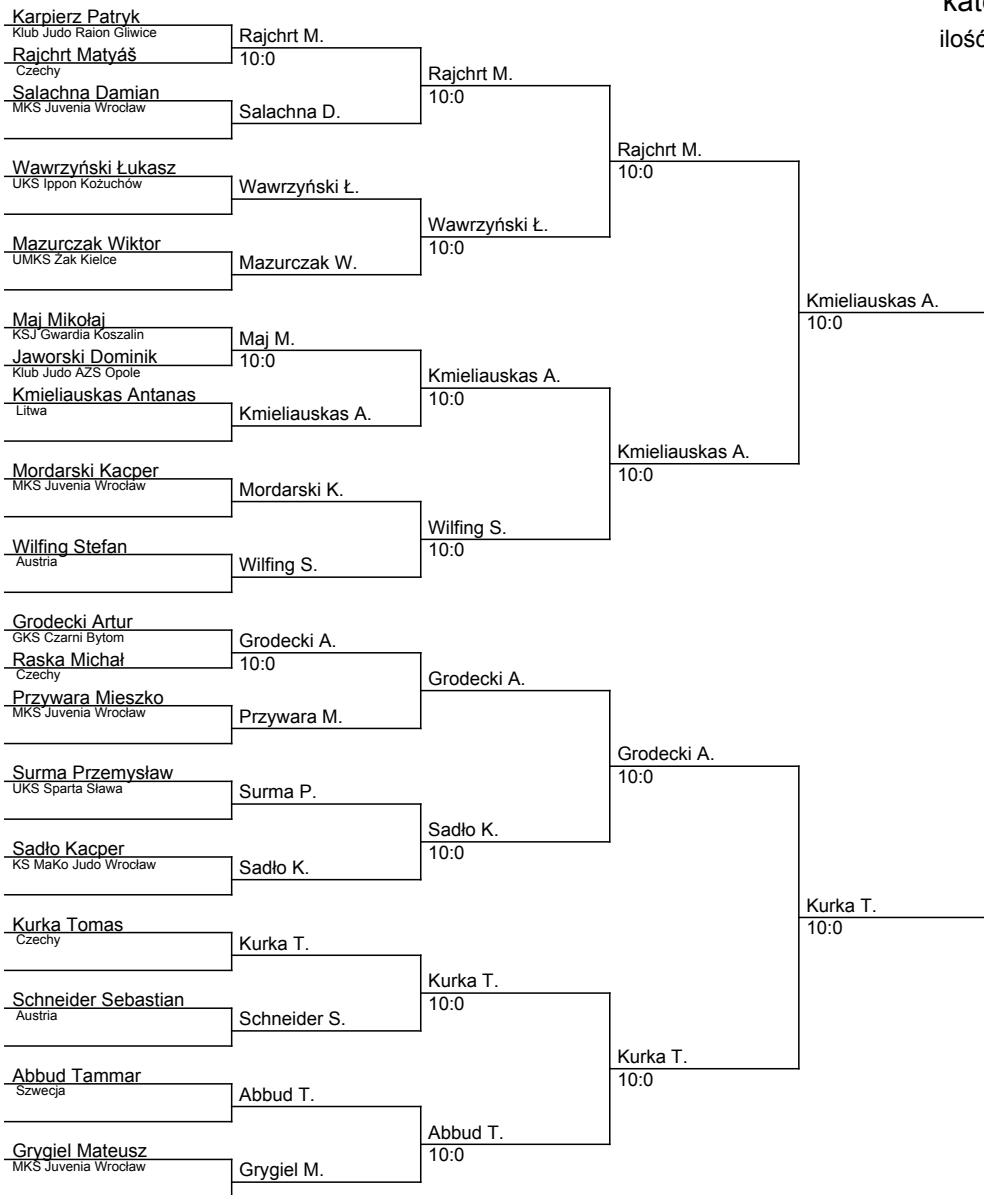 Karpierz Patryk
Klub Judo Raion Gliwice
Rajchrt Matyáš
Czechy
Salachna Damian
MKS Juvenia Wrocław
Wawrzyński Łukasz
UKS Ippon Kożuchów
Mazurczak Wiktor
UMKS Żak Kielce
Maj Mikołaj
KSJ Gwardia Koszalin
Jaworski Dominik
Klub Judo AZS Opole
Kmieliauskas Antanas
Litwa
Mordarski Kacper
MKS Juvenia Wrocław
Wilfing Stefan
Austria
Grodecki Artur
GKS Czarni Bytom
Raska Michał
Czechy
Przywara Mieszko
MKS Juvenia Wrocław
Surma Przemysław
UKS Sparta Sława
Sadło Kacper
KS MaKo Judo Wrocław
Kurka Tomas
Czechy
Schneider Sebastian
Austria
Abbud Tammar
Szwecja
Grygiel Mateusz
MKS Juvenia Wrocław
Rajchrt M.
10:0
Salachna D.
Wawrzyński Ł.
Mazurczak W.
Maj M.
10:0
Kmieliauskas A.
Mordarski K.
Wilfing S.
Grodecki A.
10:0
Przywara M.
Surma P.
Sadło K.
Kurka T.
Schneider S.
Abbud T.
Grygiel M.
Rajchrt M.
10:0
Wawrzyński Ł.
10:0
Kmieliauskas A.
10:0
Wilfing S.
10:0
Grodecki A.
Sadło K.
10:0
Kurka T.
10:0
Abbud T.
10:0
Rajchrt M.
10:0
Kmieliauskas A.
10:0
Grodecki A.
10:0
Kurka T.
10:0
Kmieliauskas A.
10:0
Kurka T.
10:0
ilość